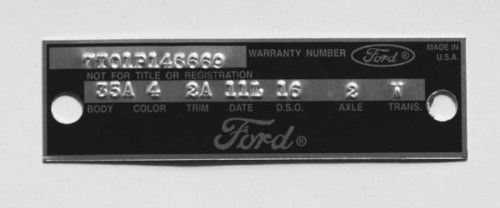 7T01P148660 WARRANTY NUMBER Ford® MADE IN U.S.A.
NOT FOR TITLE OR REGISTRATION
35A 4 2A 11L 16 2 W
BODY COLOR TRIM DATE D.S.O. AXLE TRANS.
Ford®